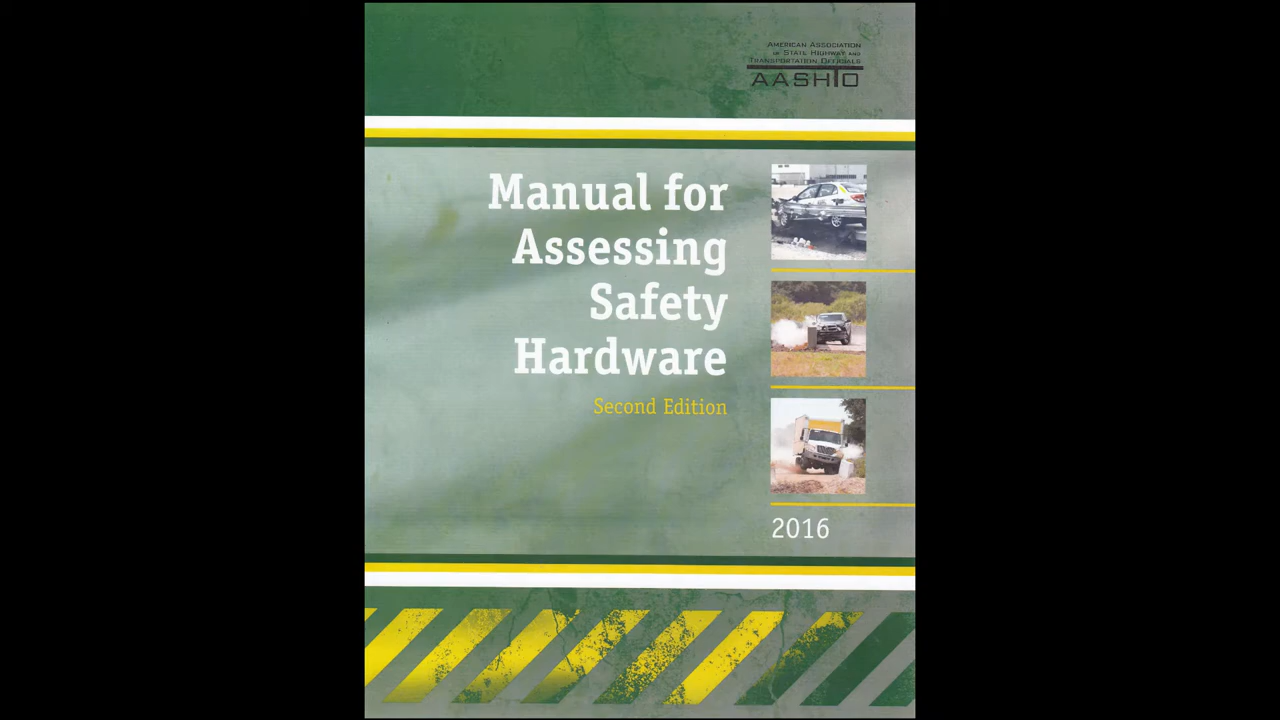 American Association
of State Highway and
Transportation Officials
AASHTO
Manual for
Assessing
Safety
Hardware
Second Edition
2016